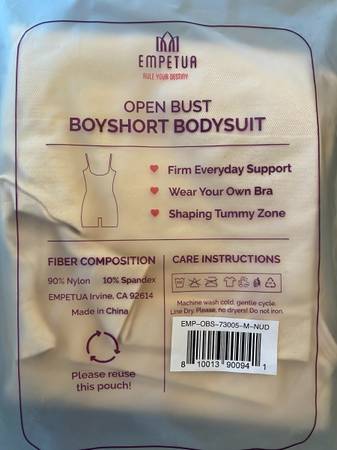 EMPETUA
RULE YOUR DESTINY
OPEN BUST
BOYSHORT BODYSUIT
Firm Everyday Support
Wear Your Own Bra
Shaping Tummy Zone
FIBER COMPOSITION
90% Nylon 10% Spandex
EMPETUA Irvine, CA 92614
Made in China
Please reuse
this pouch!
CARE INSTRUCTIONS
Machine wash cold, gentle cycle.
Line Dry. Please, no dryers! Do not iron.
EMP-OBS-73005-M-NUD
8 10013 90094 1